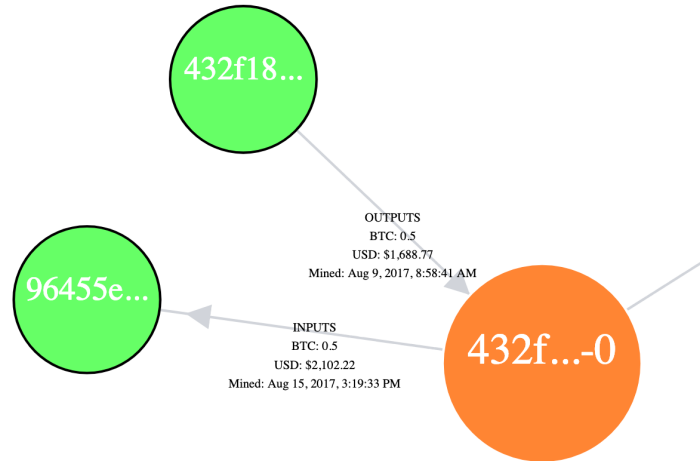 432f18...
OUTPUTS
BTC: 0.5
USD: $1,688.77
Mined: Aug 9, 2017, 8:58:41 AM
96455e...
INPUTS
BTC: 0.5
USD: $2,102.22
Mined: Aug 15, 2017, 3:19:33 PM
432f...-0